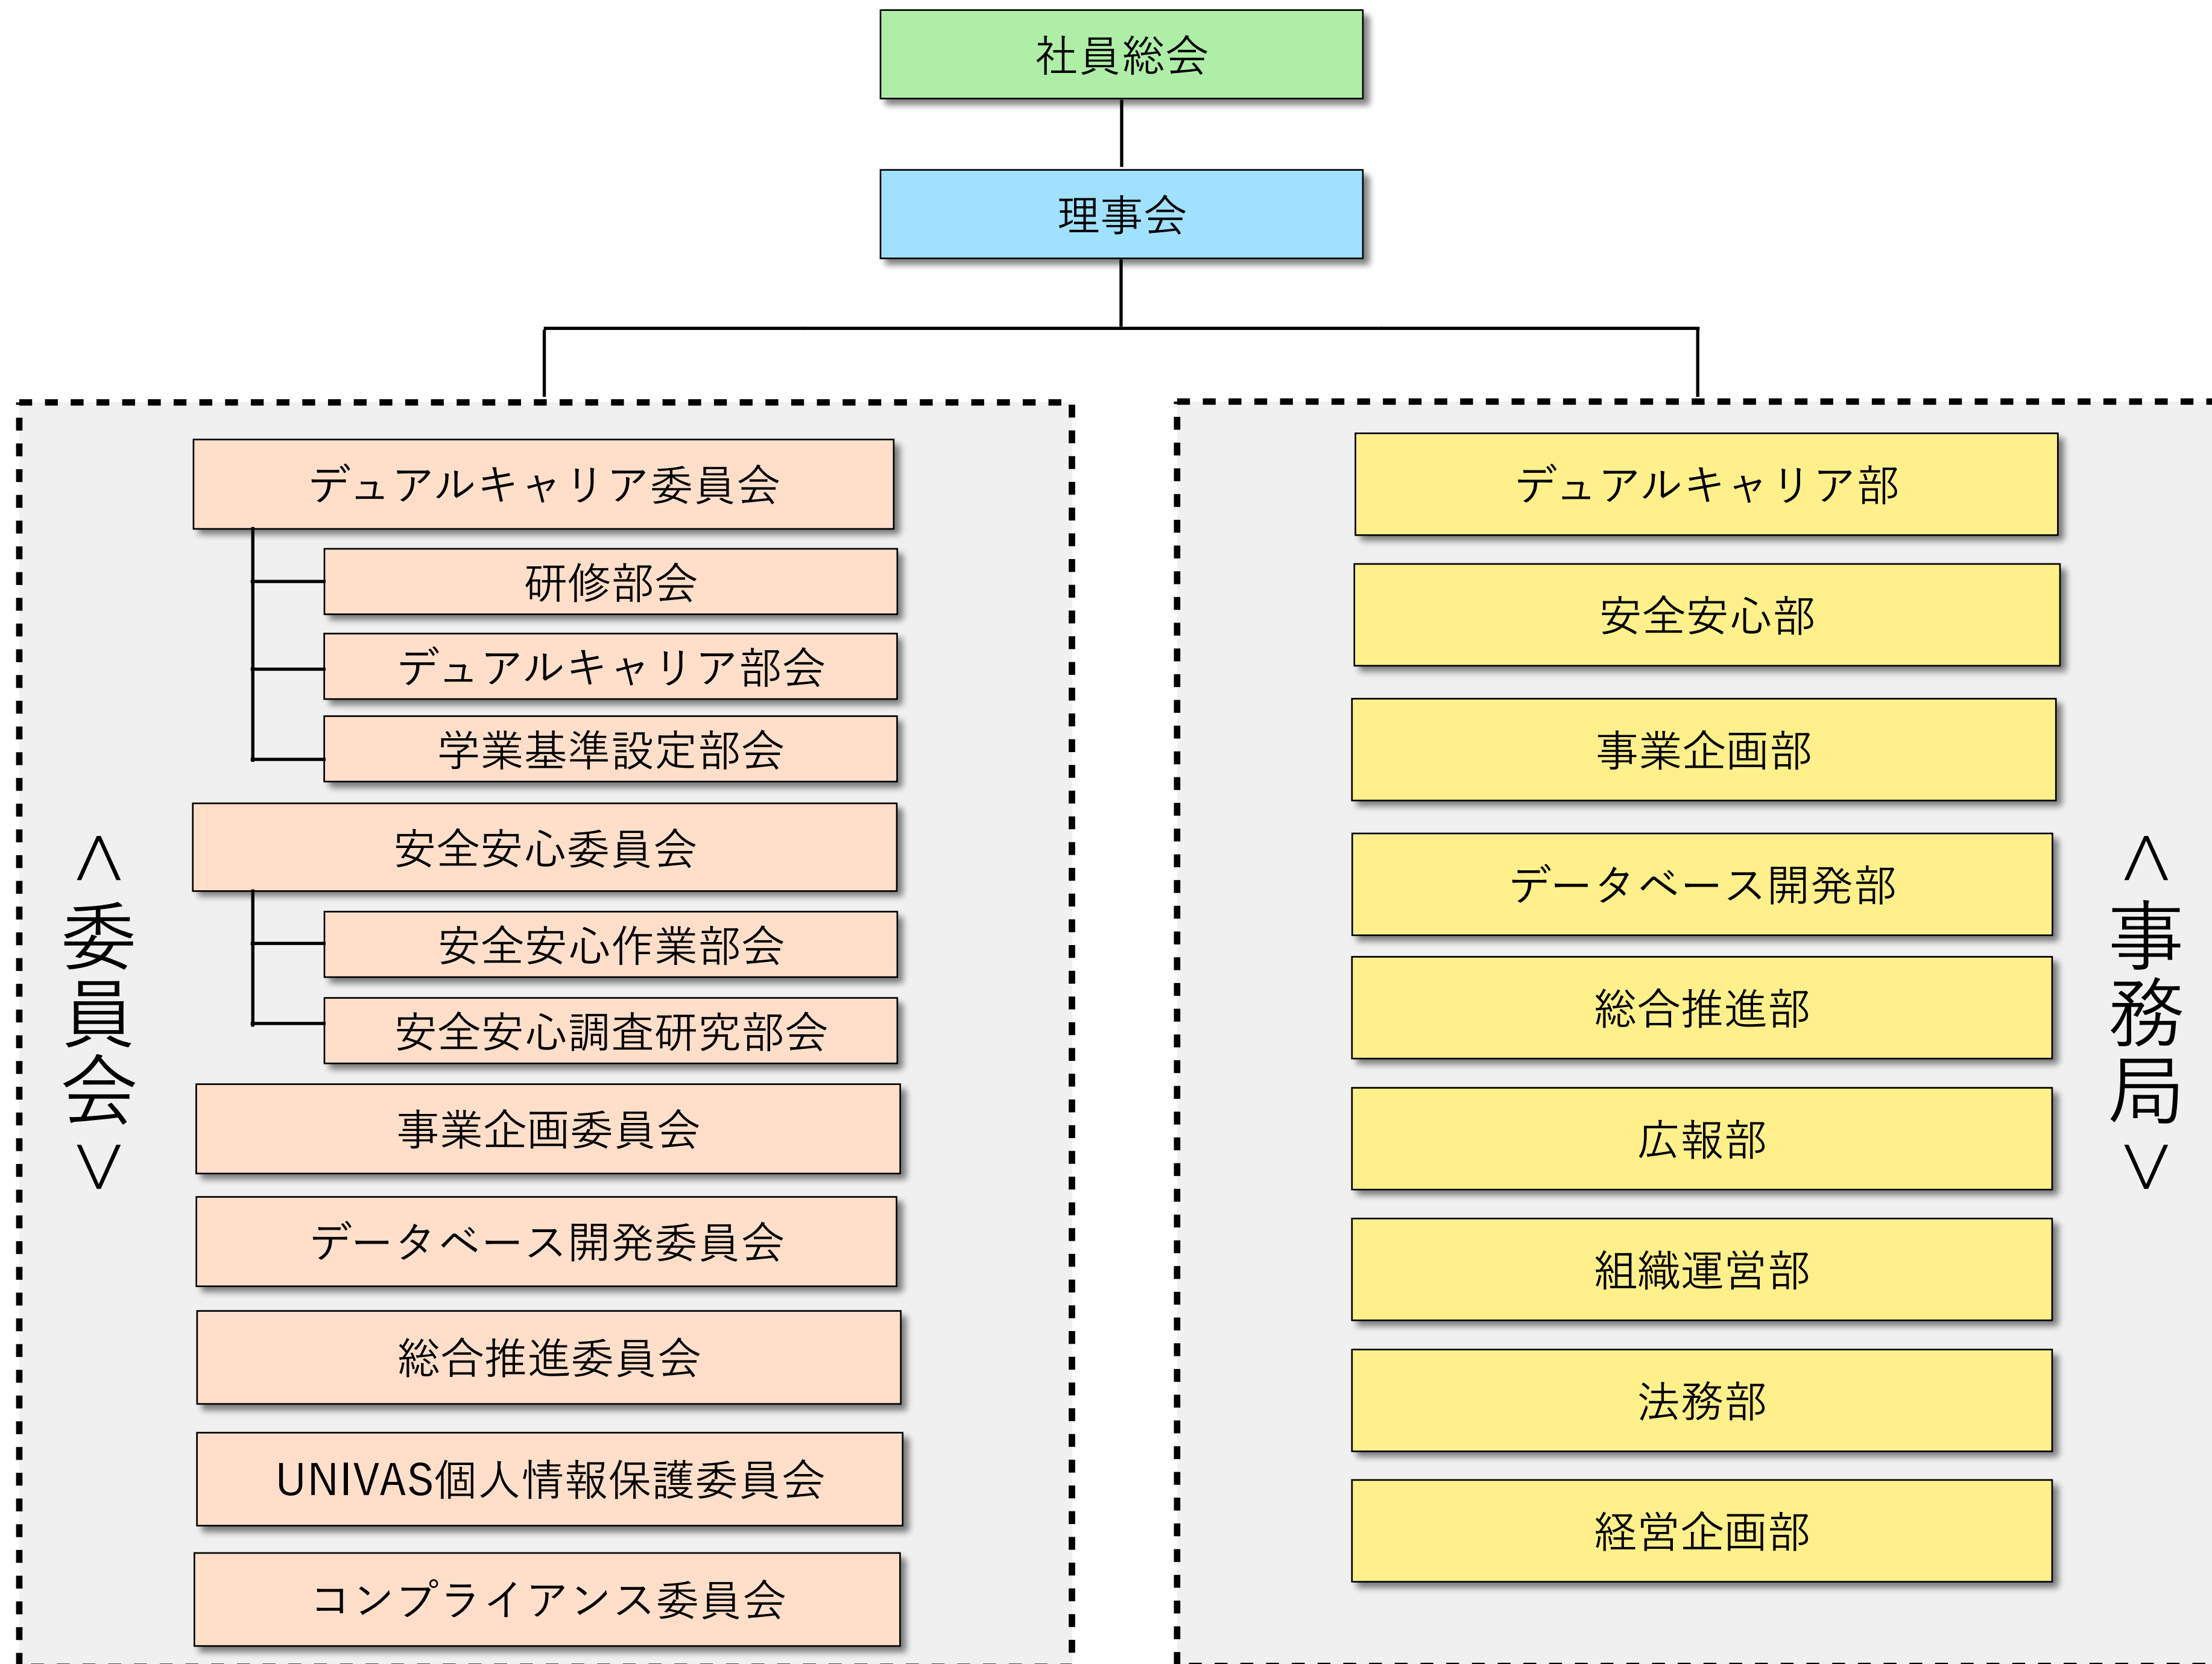 社員総会
理事会
<委員会>
デュアルキャリア委員会
研修部会
デュアルキャリア部会
学業基準設定部会
安全安心委員会
安全安心作業部会
安全安心調査研究部会
事業企画委員会
データベース開発委員会
総合推進委員会
UNIVAS個人情報保護委員会
コンプライアンス委員会
<事務局>
デュアルキャリア部
安全安心部
事業企画部
データベース開発部
総合推進部
広報部
組織運営部
法務部
経営企画部